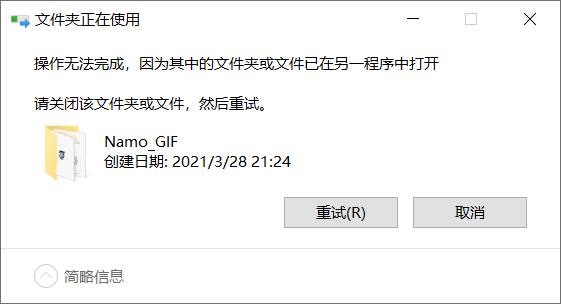 文件夹正在使用
操作无法完成，因为其中的文件夹或文件已在另一程序中打开
请关闭该文件夹或文件，然后重试。
Namo_GIF
创建日期: 2021/3/28 21:24
重试(R)
取消
简略信息